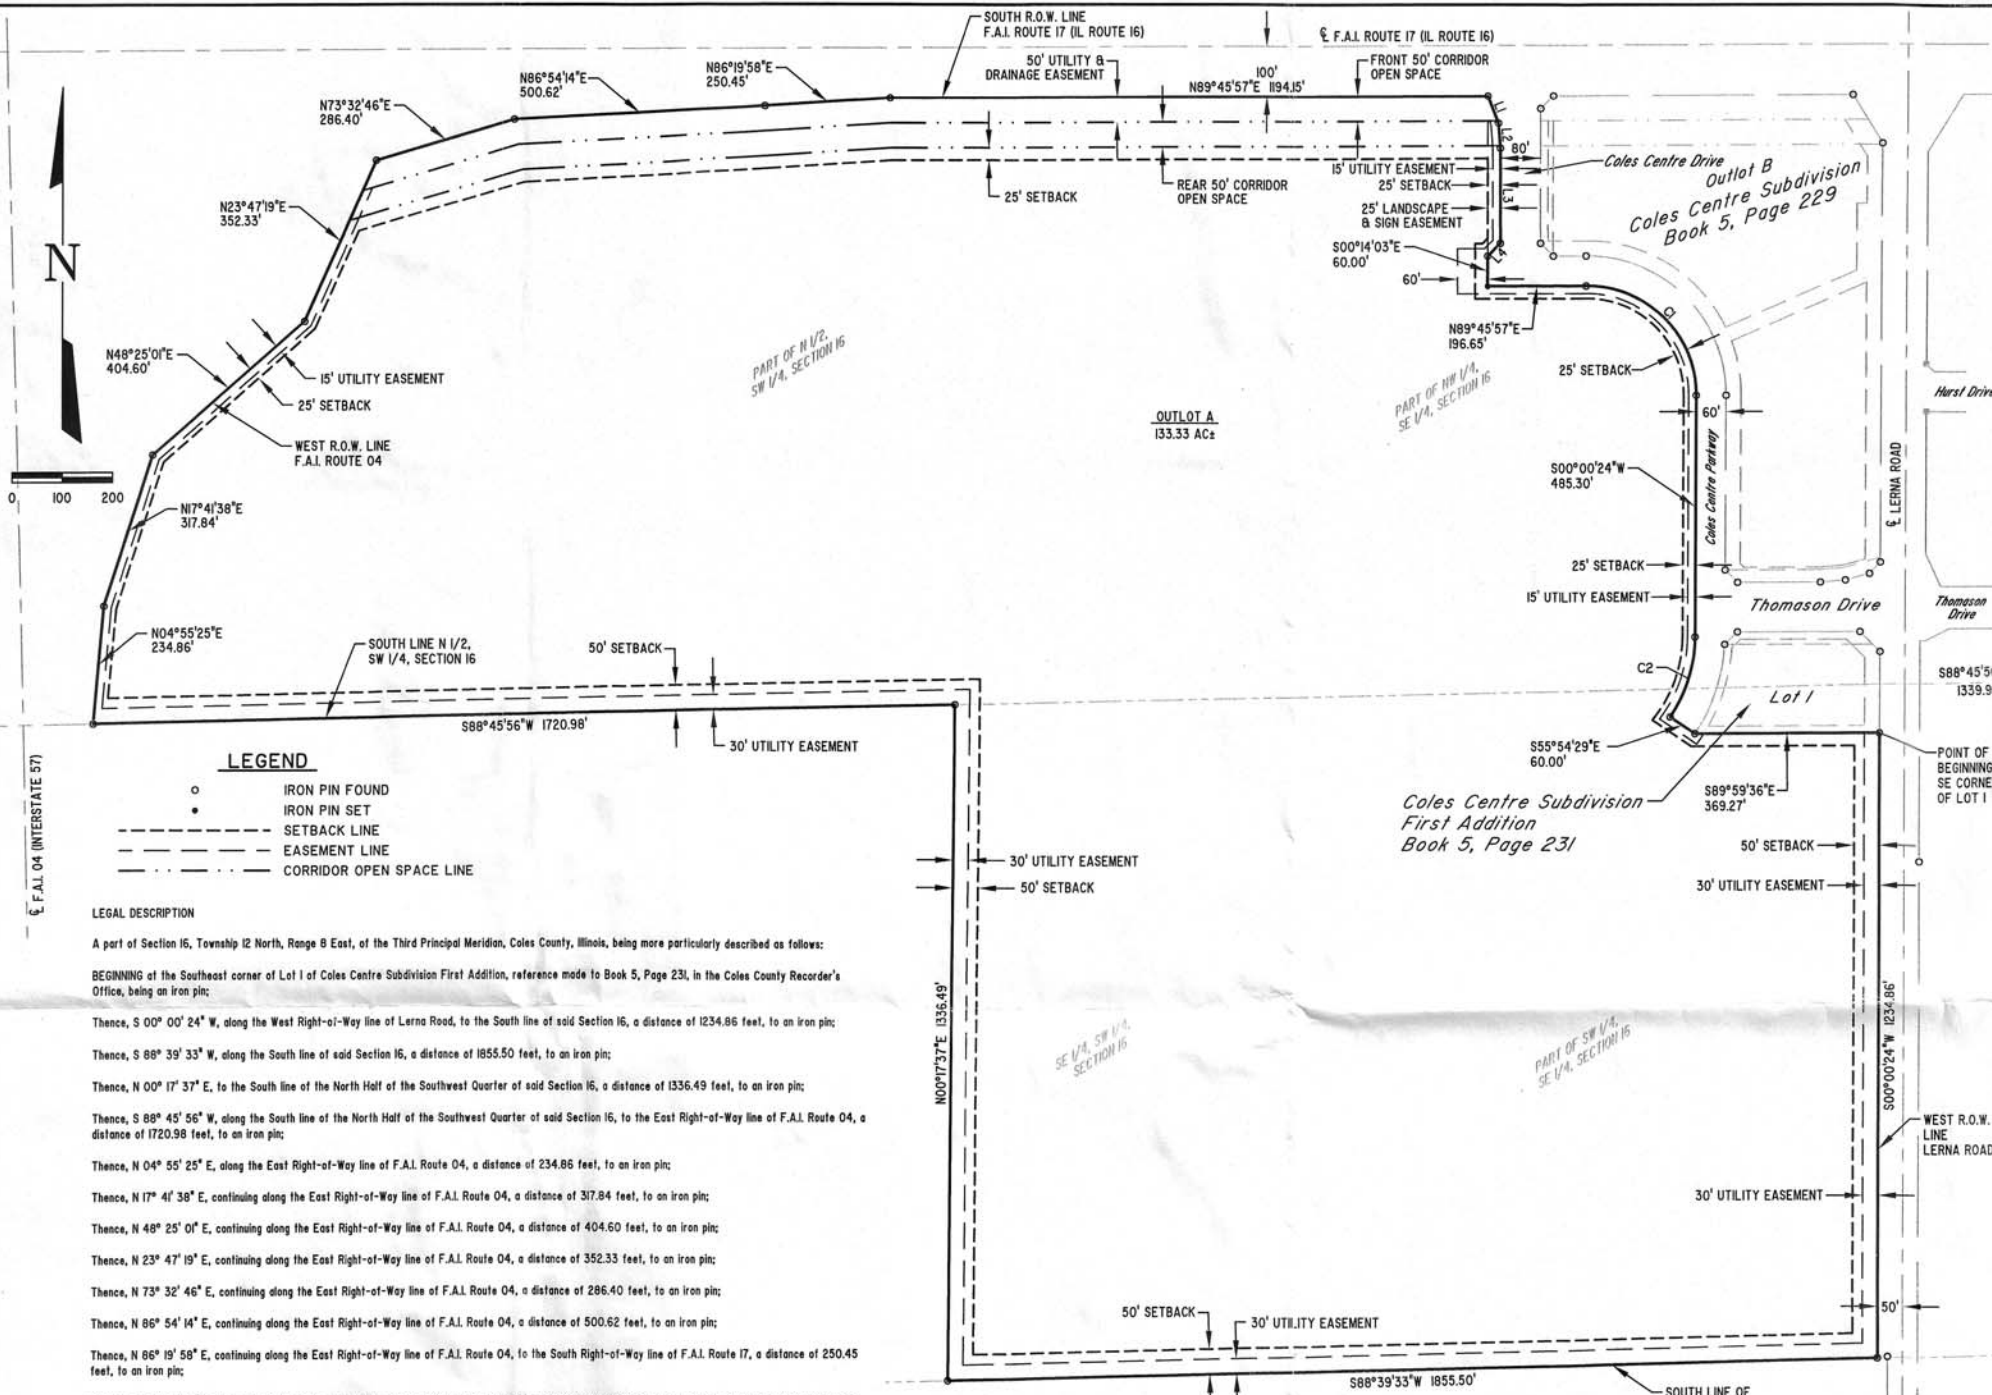 SOUTH R.O.W. LINE
F.A.I. ROUTE 17 (IL ROUTE 16)
℄ F.A.I. ROUTE 17 (IL ROUTE 16)
50' UTILITY &
DRAINAGE EASEMENT
100'
N89°45'57"E 1194.15'
FRONT 50' CORRIDOR
OPEN SPACE
N86°19'58"E
250.45'
N86°54'14"E
500.62'
N73°32'46"E
286.40'
N23°47'19"E
352.33'
N
N48°25'01"E
404.60'
15' UTILITY EASEMENT
25' SETBACK
WEST R.O.W. LINE
F.A.I. ROUTE 04
0 100 200
N17°41'38"E
317.84'
N04°55'25"E
234.86'
25' SETBACK
REAR 50' CORRIDOR
OPEN SPACE
L1
L2
80'
15' UTILITY EASEMENT
25' SETBACK
L3
25' LANDSCAPE
& SIGN EASEMENT
S00°14'03"E
60.00'
L4
60'
Coles Centre Drive
Outlot B
Coles Centre Subdivision
Book 5, Page 229
N89°45'57"E
196.65'
C1
25' SETBACK
60'
Hurst Drive
PART OF N 1/2,
SW 1/4, SECTION 16
PART OF NW 1/4,
SE 1/4, SECTION 16
OUTLOT A
133.33 AC±
S00°00'24"W
485.30'
Coles Centre Parkway
℄ LERNA ROAD
25' SETBACK
15' UTILITY EASEMENT
Thomason Drive
Thomason
Drive
SOUTH LINE N 1/2,
SW 1/4, SECTION 16
50' SETBACK
C2
Lot 1
S88°45'5
1339.9
S88°45'56"W 1720.98'
30' UTILITY EASEMENT
S55°54'29"E
60.00'
POINT OF
BEGINNING
SE CORNE
OF LOT 1
S89°59'36"E
369.27'
Coles Centre Subdivision
First Addition
Book 5, Page 231
50' SETBACK
30' UTILITY EASEMENT
℄ F.A.I. 04 (INTERSTATE 57)
LEGEND
IRON PIN FOUND
IRON PIN SET
SETBACK LINE
EASEMENT LINE
CORRIDOR OPEN SPACE LINE
30' UTILITY EASEMENT
50' SETBACK
LEGAL DESCRIPTION
A part of Section 16, Township 12 North, Range 8 East, of the Third Principal Meridian, Coles County, Illinois, being more particularly described as follows:
BEGINNING at the Southeast corner of Lot 1 of Coles Centre Subdivision First Addition, reference made to Book 5, Page 231, in the Coles County Recorder's
Office, being an iron pin;
Thence, S 00° 00' 24" W, along the West Right-of-Way line of Lerna Road, to the South line of said Section 16, a distance of 1234.86 feet, to an iron pin;
Thence, S 88° 39' 33" W, along the South line of said Section 16, a distance of 1855.50 feet, to an iron pin;
Thence, N 00° 17' 37" E, to the South line of the North Half of the Southwest Quarter of said Section 16, a distance of 1336.49 feet, to an iron pin;
Thence, S 88° 45' 56" W, along the South line of the North Half of the Southwest Quarter of said Section 16, to the East Right-of-Way line of F.A.I. Route 04, a
distance of 1720.98 feet, to an iron pin;
Thence, N 04° 55' 25" E, along the East Right-of-Way line of F.A.I. Route 04, a distance of 234.86 feet, to an iron pin;
Thence, N 17° 41' 38" E, continuing along the East Right-of-Way line of F.A.I. Route 04, a distance of 317.84 feet, to an iron pin;
Thence, N 48° 25' 01" E, continuing along the East Right-of-Way line of F.A.I. Route 04, a distance of 404.60 feet, to an iron pin;
Thence, N 23° 47' 19" E, continuing along the East Right-of-Way line of F.A.I. Route 04, a distance of 352.33 feet, to an iron pin;
Thence, N 73° 32' 46" E, continuing along the East Right-of-Way line of F.A.I. Route 04, a distance of 286.40 feet, to an iron pin;
Thence, N 86° 54' 14" E, continuing along the East Right-of-Way line of F.A.I. Route 04, a distance of 500.62 feet, to an iron pin;
Thence, N 86° 19' 58" E, continuing along the East Right-of-Way line of F.A.I. Route 04, to the South Right-of-Way line of F.A.I. Route 17, a distance of 250.45
feet, to an iron pin;
N00°17'37"E 1336.49'
SE 1/4, SW 1/4,
SECTION 16
PART OF SW 1/4,
SE 1/4, SECTION 16
S00°00'24"W 1234.86'
WEST R.O.W.
LINE
LERNA ROAD
30' UTILITY EASEMENT
50'
50' SETBACK
30' UTILITY EASEMENT
S88°39'33"W 1855.50'
SOUTH LINE OF